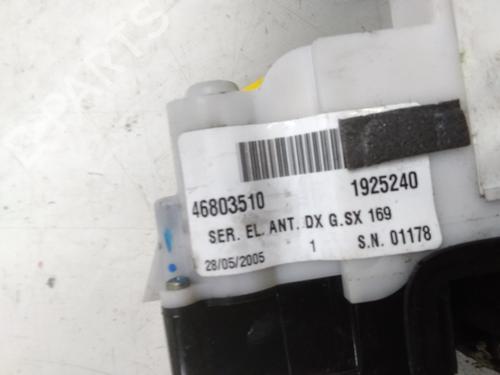 46803510 1925240
SER. EL. ANT. DX G.SX 169
28/05/2005 1 S.N. 01178